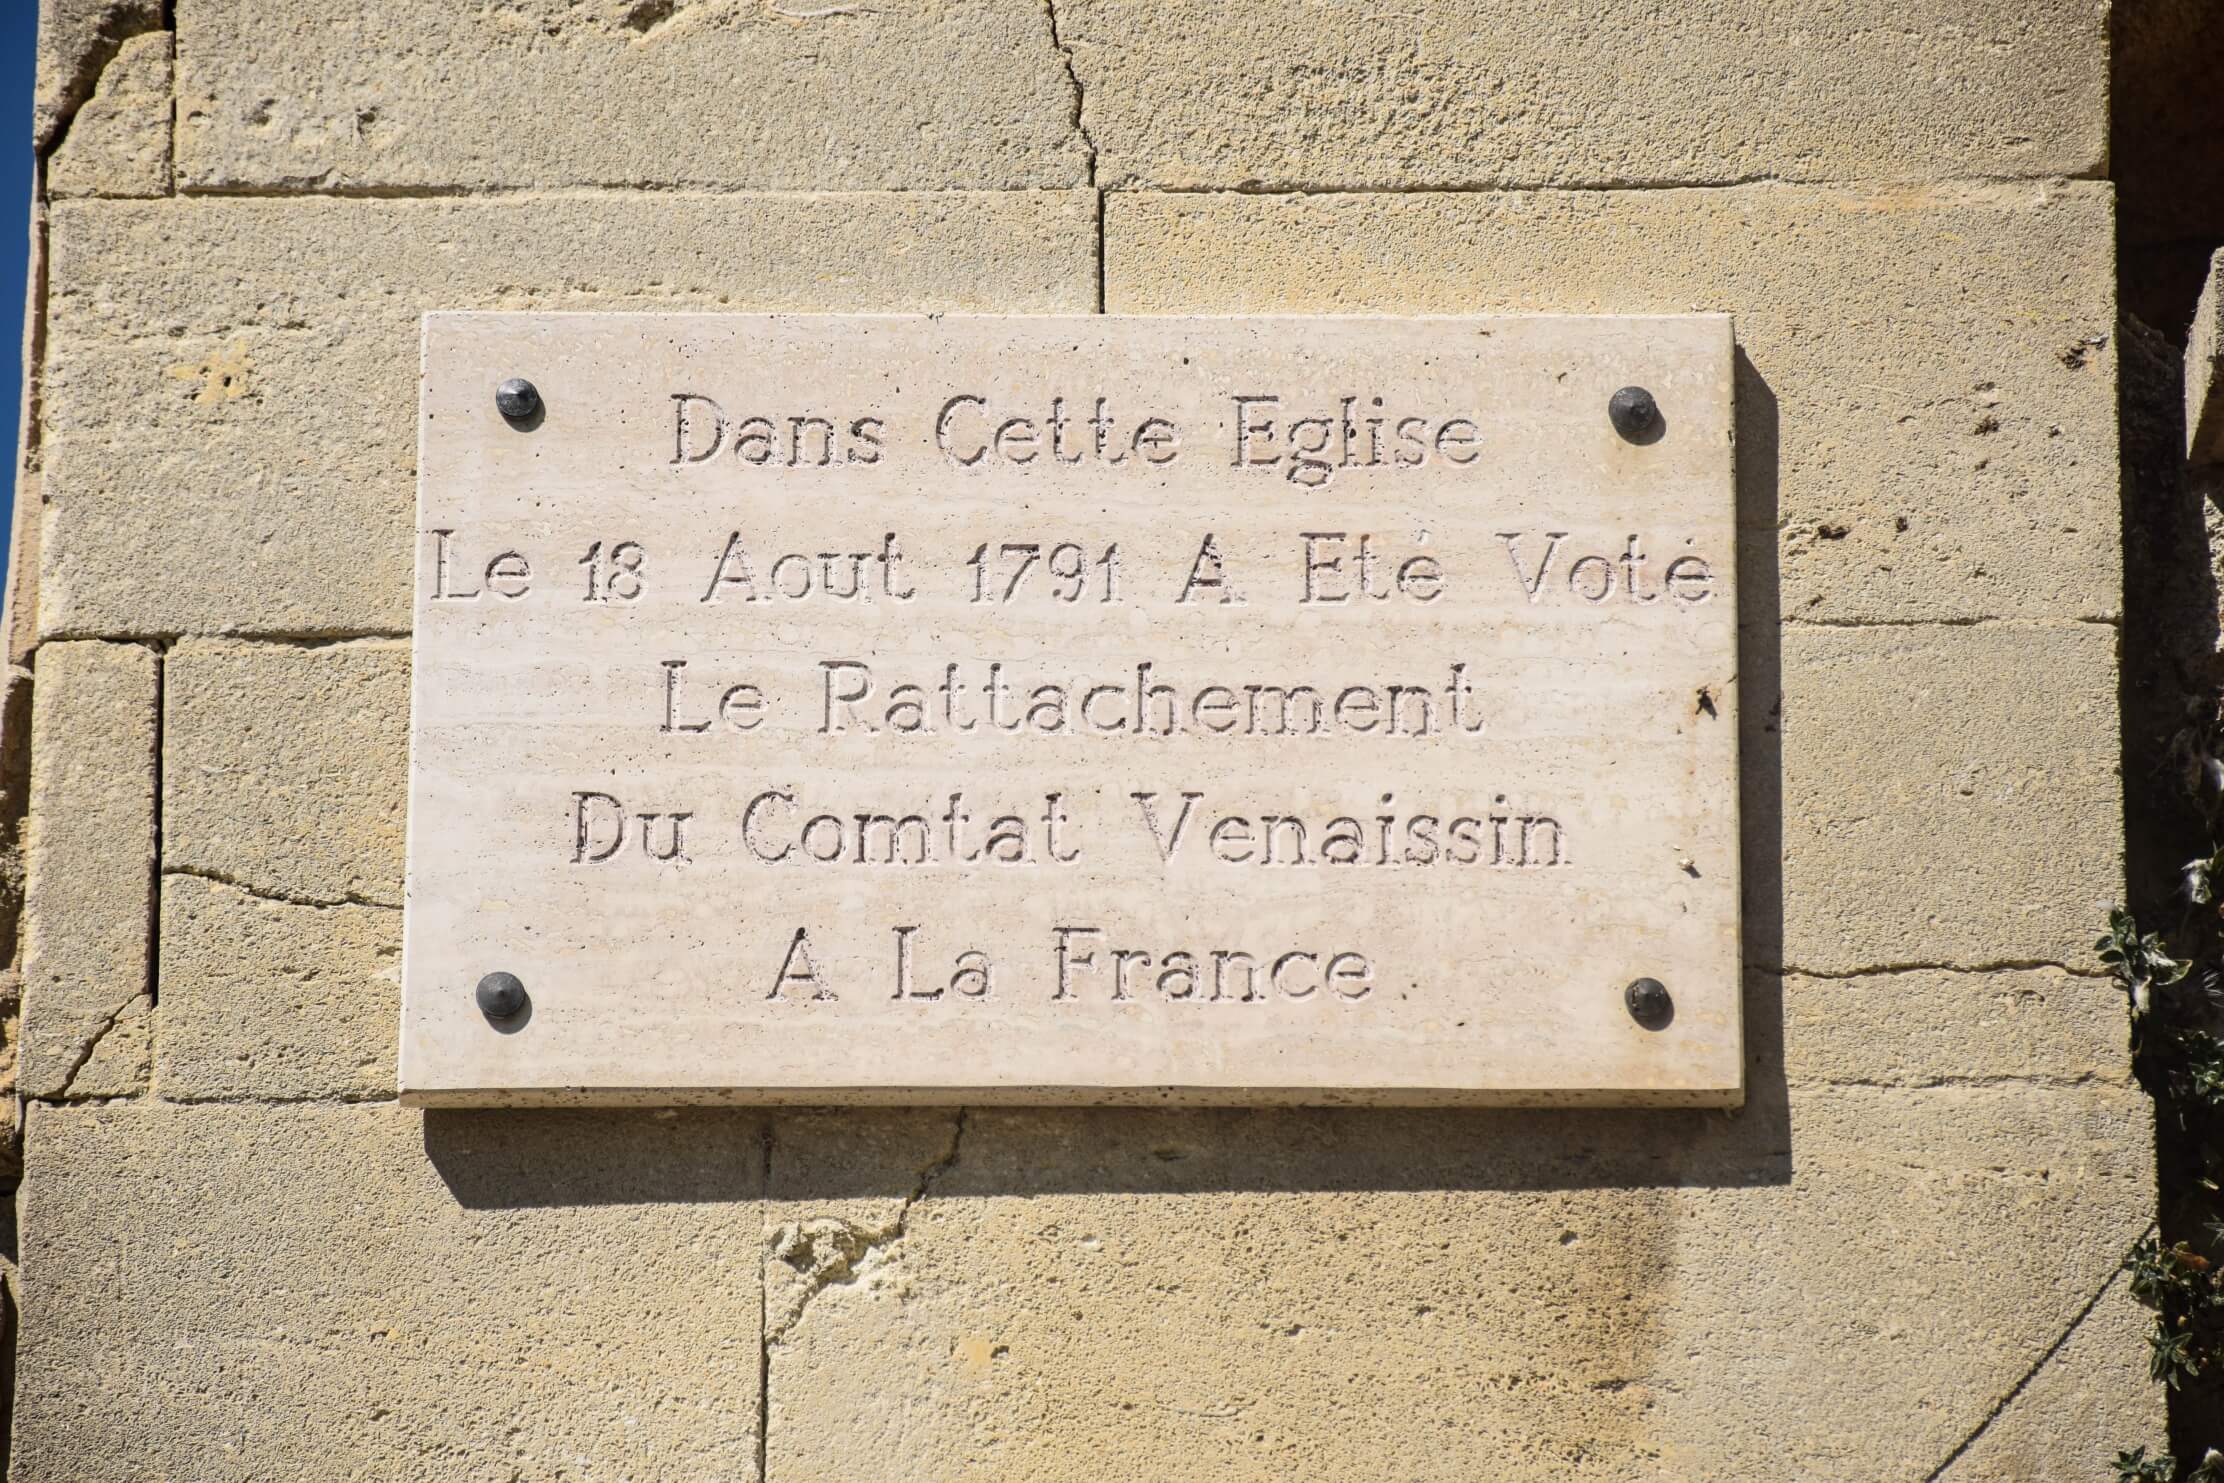 Dans Cette Eglise
Le 18 Aout 1791 A Eté Voté
Le Rattachement
Du Comtat Venaissin
A La France